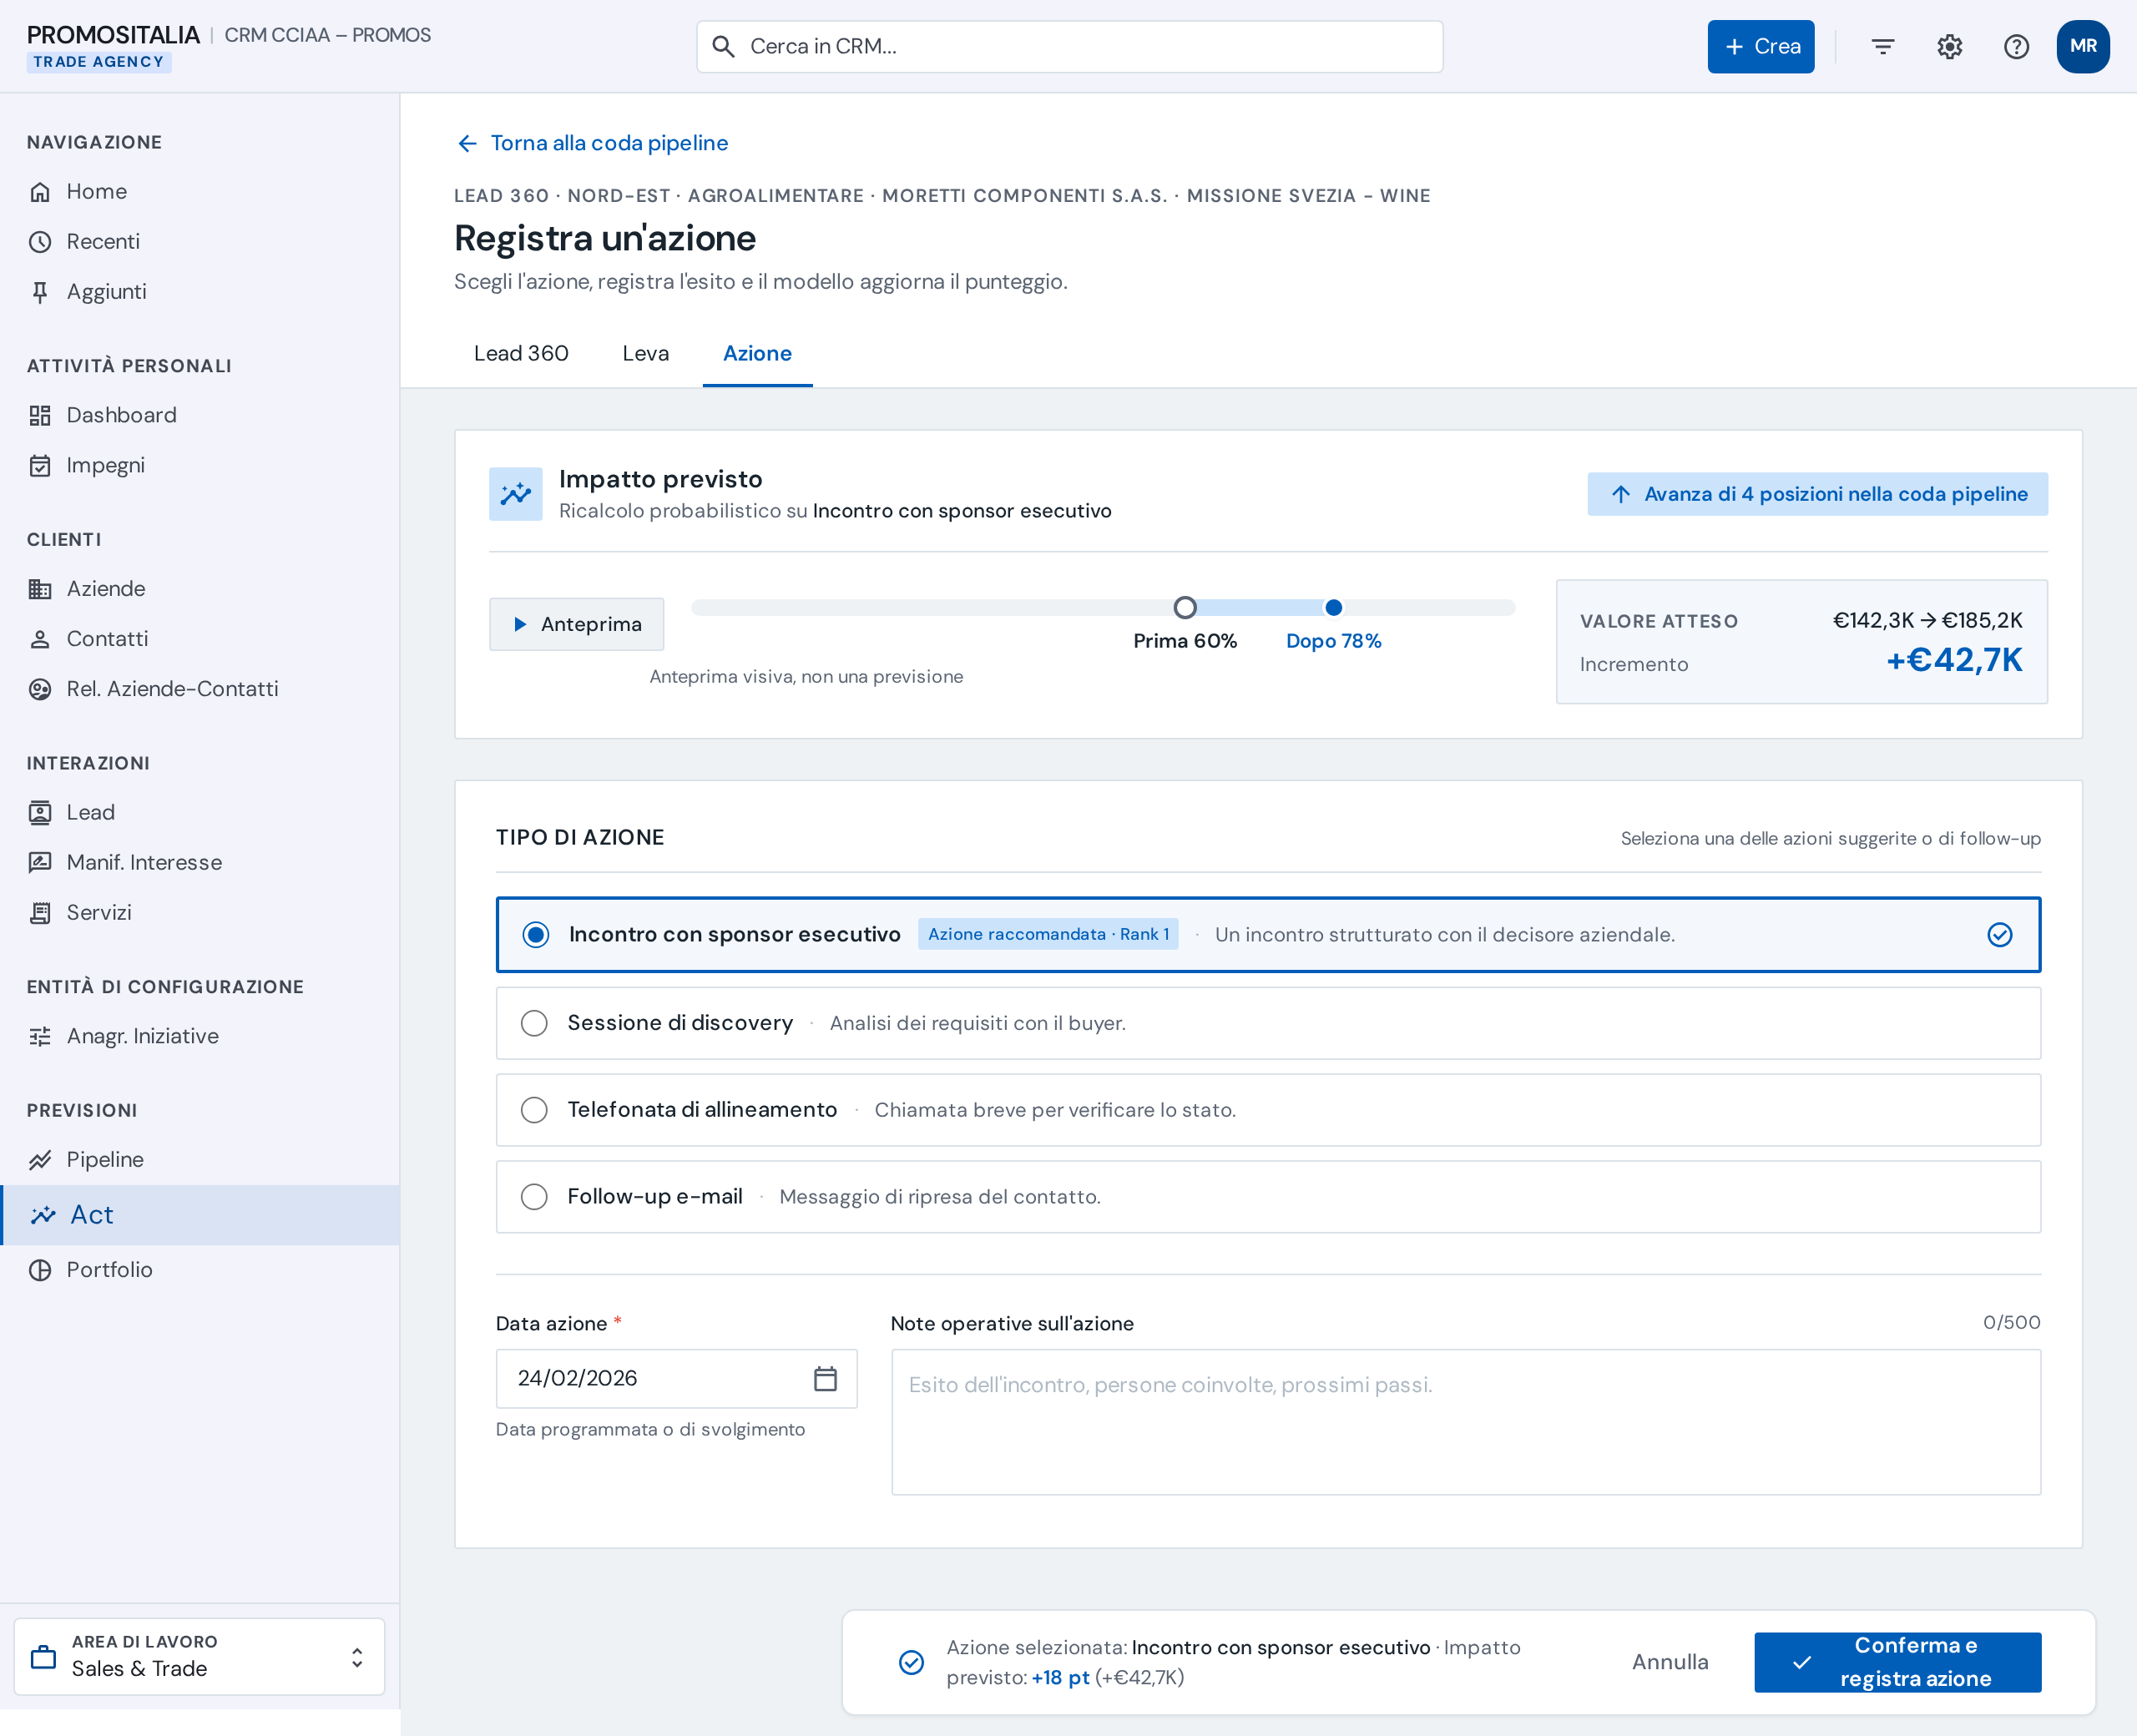 PROMOSITALIA | CRM CCIAA – PROMOS
TRADE AGENCY
Cerca in CRM...
Crea
MR
NAVIGAZIONE
Home
Recenti
Aggiunti
ATTIVITÀ PERSONALI
Dashboard
Impegni
CLIENTI
Aziende
Contatti
Rel. Aziende-Contatti
INTERAZIONI
Lead
Manif. Interesse
Servizi
ENTITÀ DI CONFIGURAZIONE
Anagr. Iniziative
PREVISIONI
Pipeline
Act
Portfolio
AREA DI LAVORO
Sales & Trade
Torna alla coda pipeline
LEAD 360 · NORD-EST · AGROALIMENTARE · MORETTI COMPONENTI S.A.S. · MISSIONE SVEZIA - WINE
Registra un'azione
Scegli l'azione, registra l'esito e il modello aggiorna il punteggio.
Lead 360
Leva
Azione
Impatto previsto
Ricalcolo probabilistico su Incontro con sponsor esecutivo
Avanza di 4 posizioni nella coda pipeline
Anteprima
Prima 60%
Dopo 78%
Anteprima visiva, non una previsione
VALORE ATTESO
€142,3K → €185,2K
Incremento
+€42,7K
TIPO DI AZIONE
Seleziona una delle azioni suggerite o di follow-up
Incontro con sponsor esecutivo Azione raccomandata · Rank 1 · Un incontro strutturato con il decisore aziendale.
Sessione di discovery · Analisi dei requisiti con il buyer.
Telefonata di allineamento · Chiamata breve per verificare lo stato.
Follow-up e-mail · Messaggio di ripresa del contatto.
Data azione *
24/02/2026
Data programmata o di svolgimento
Note operative sull'azione
0/500
Esito dell'incontro, persone coinvolte, prossimi passi.
Azione selezionata: Incontro con sponsor esecutivo · Impatto
previsto: +18 pt (+€42,7K)
Annulla
Conferma e
registra azione